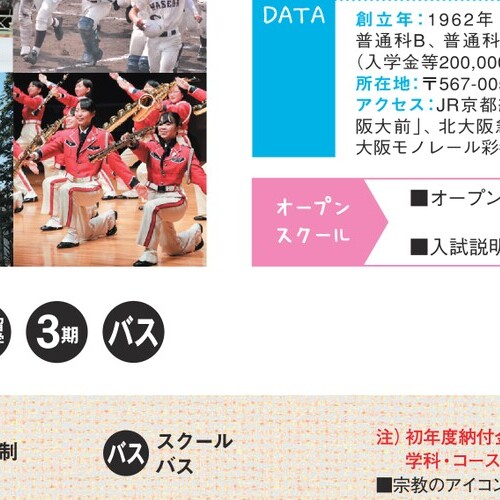 DATA
創立年：1962年
普通科B、普通科
（入学金等200,000
所在地：〒567-005
アクセス：JR京都
阪大前」、北大阪急
大阪モノレール彩
オープン
スクール
■オープン
■入試説明
3期
バス
制
バス
スクール
バス
注）初年度納付金
学科・コース
■宗教のアイコン